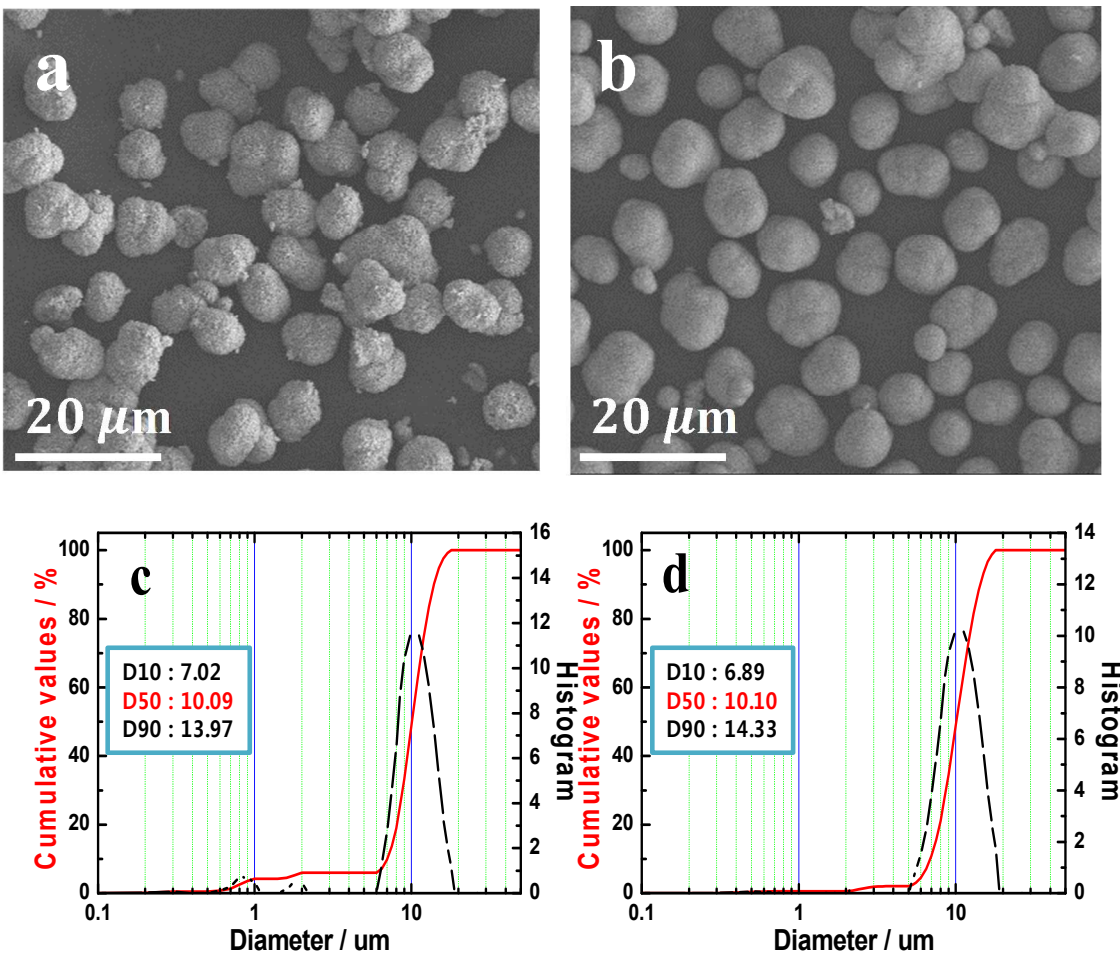 a
20 μm
b
20 μm
c
Cumulative values / %
100
80
60
40
20
0
D10 : 7.02
D50 : 10.09
D90 : 13.97
16
14
12
10
8
6
4
2
0
Histogram
0.1
1
10
Diameter / um
d
Cumulative values / %
100
80
60
40
20
0
D10 : 6.89
D50 : 10.10
D90 : 14.33
14
12
10
8
6
4
2
0
Histogram
0.1
1
10
Diameter / um